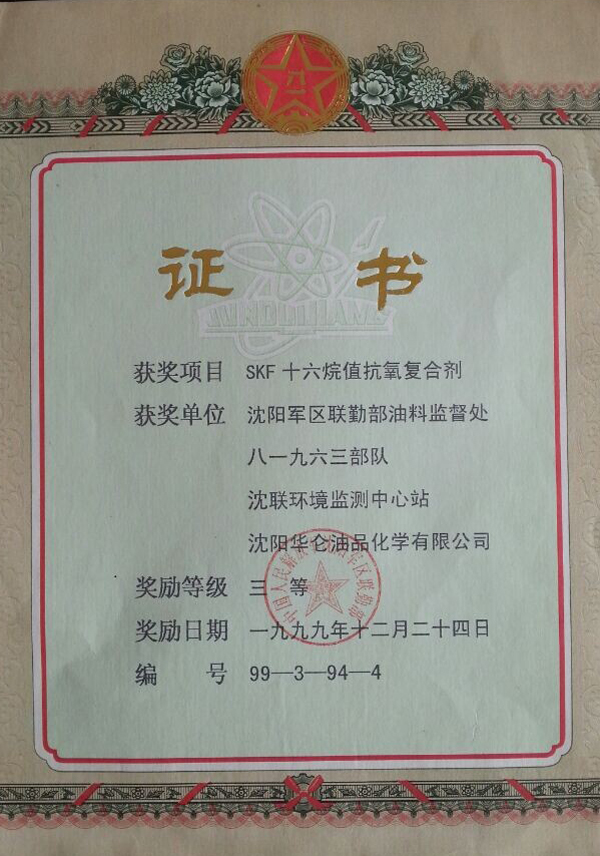 八一
证 书
获奖项目 SKF 十六烷值抗氧复合剂
获奖单位 沈阳军区联勤部油料监督处
八一九六三部队
沈联环境监测中心站
沈阳华仑油品化学有限公司
奖励等级 三 等
奖励日期 一九九九年十二月二十四日
编 号 99—3—94—4